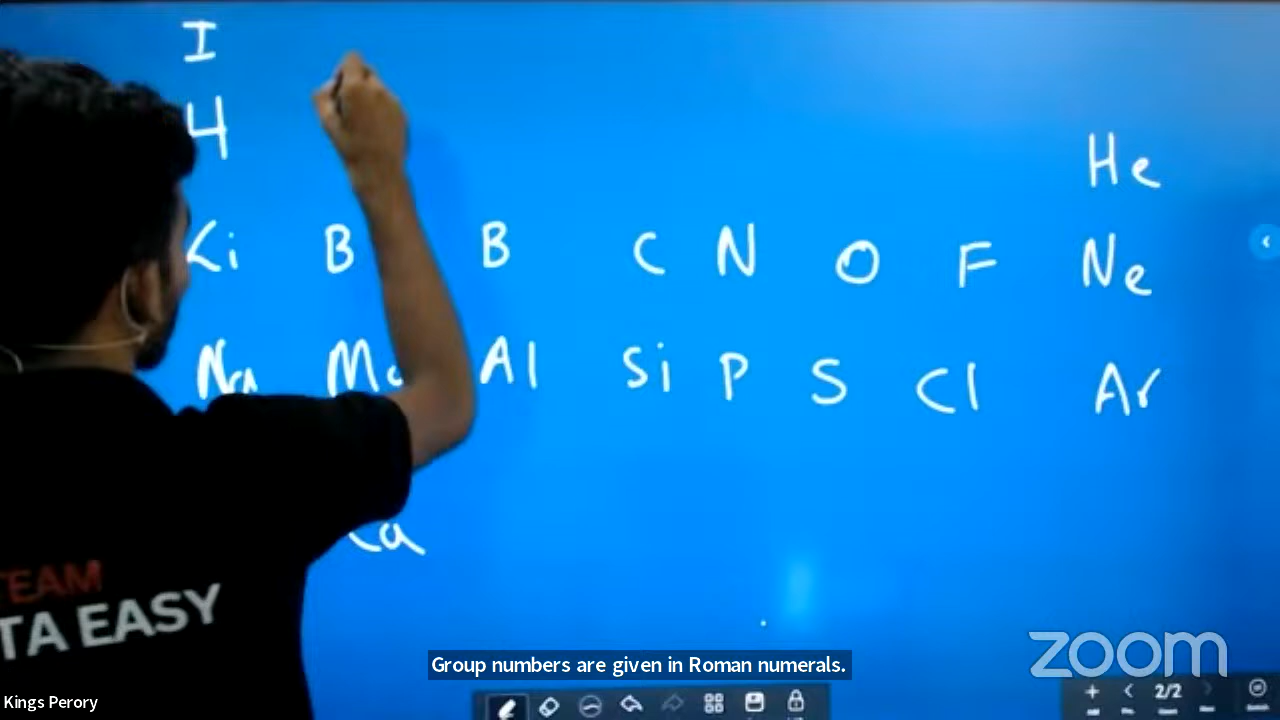 I
H
He
Li B B C N O F Ne
Na Al Si P S Cl Ar
TEAM
TA EASY
Group numbers are given in Roman numerals.
zoom
Kings Perory
2/2